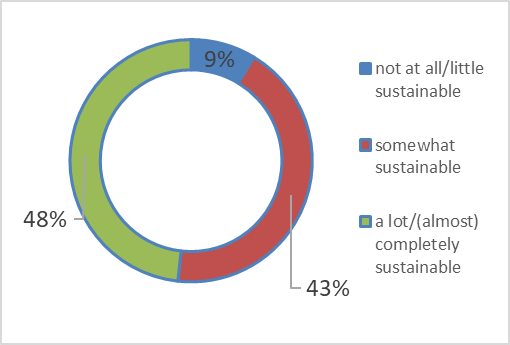 9%
48%
43%
not at all/little
sustainable
somewhat
sustainable
a lot/(almost)
completely
sustainable